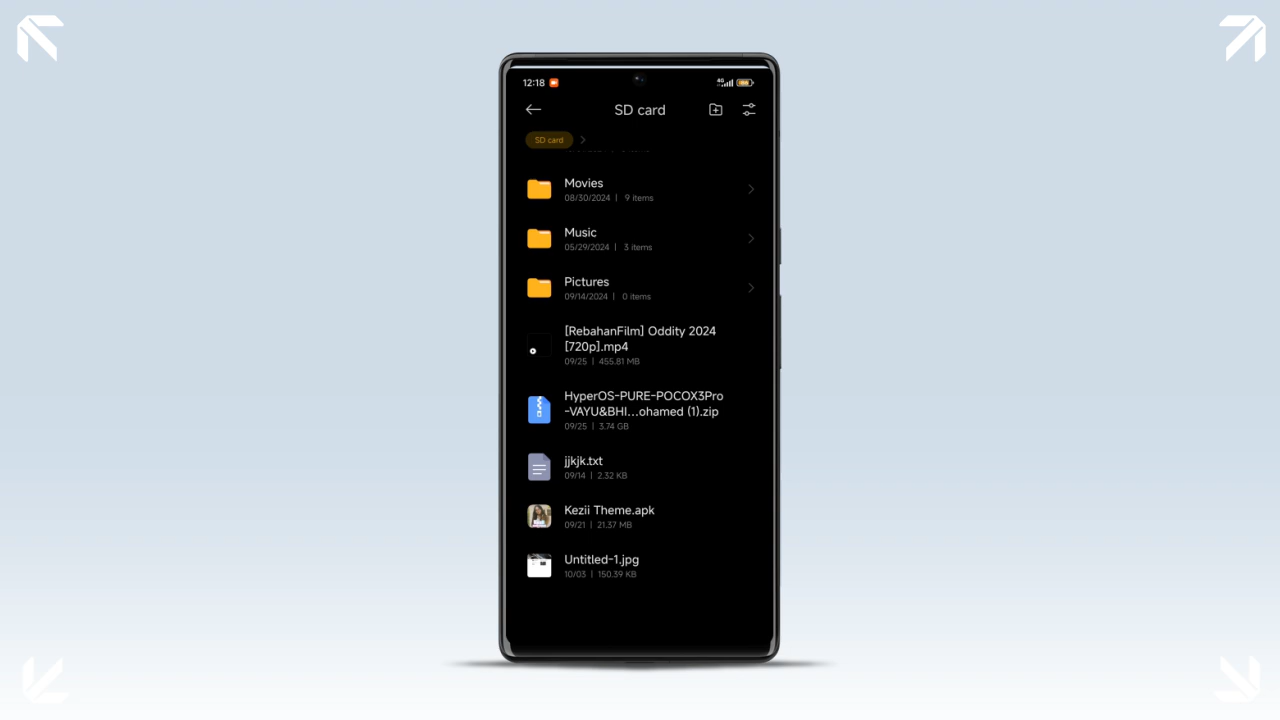 12:18
4G
SD card
SD card
Movies
08/30/2024 | 9 items
Music
05/29/2024 | 3 items
Pictures
09/14/2024 | 0 items
[RebahanFilm] Oddity 2024
[720p].mp4
09/25 | 455.81 MB
HyperOS-PURE-POCOX3Pro
-VAYU&BHI...ohamed (1).zip
09/25 | 3.74 GB
jjkjk.txt
09/14 | 2.32 KB
Kezii Theme.apk
09/21 | 21.37 MB
Untitled-1.jpg
10/03 | 150.39 KB